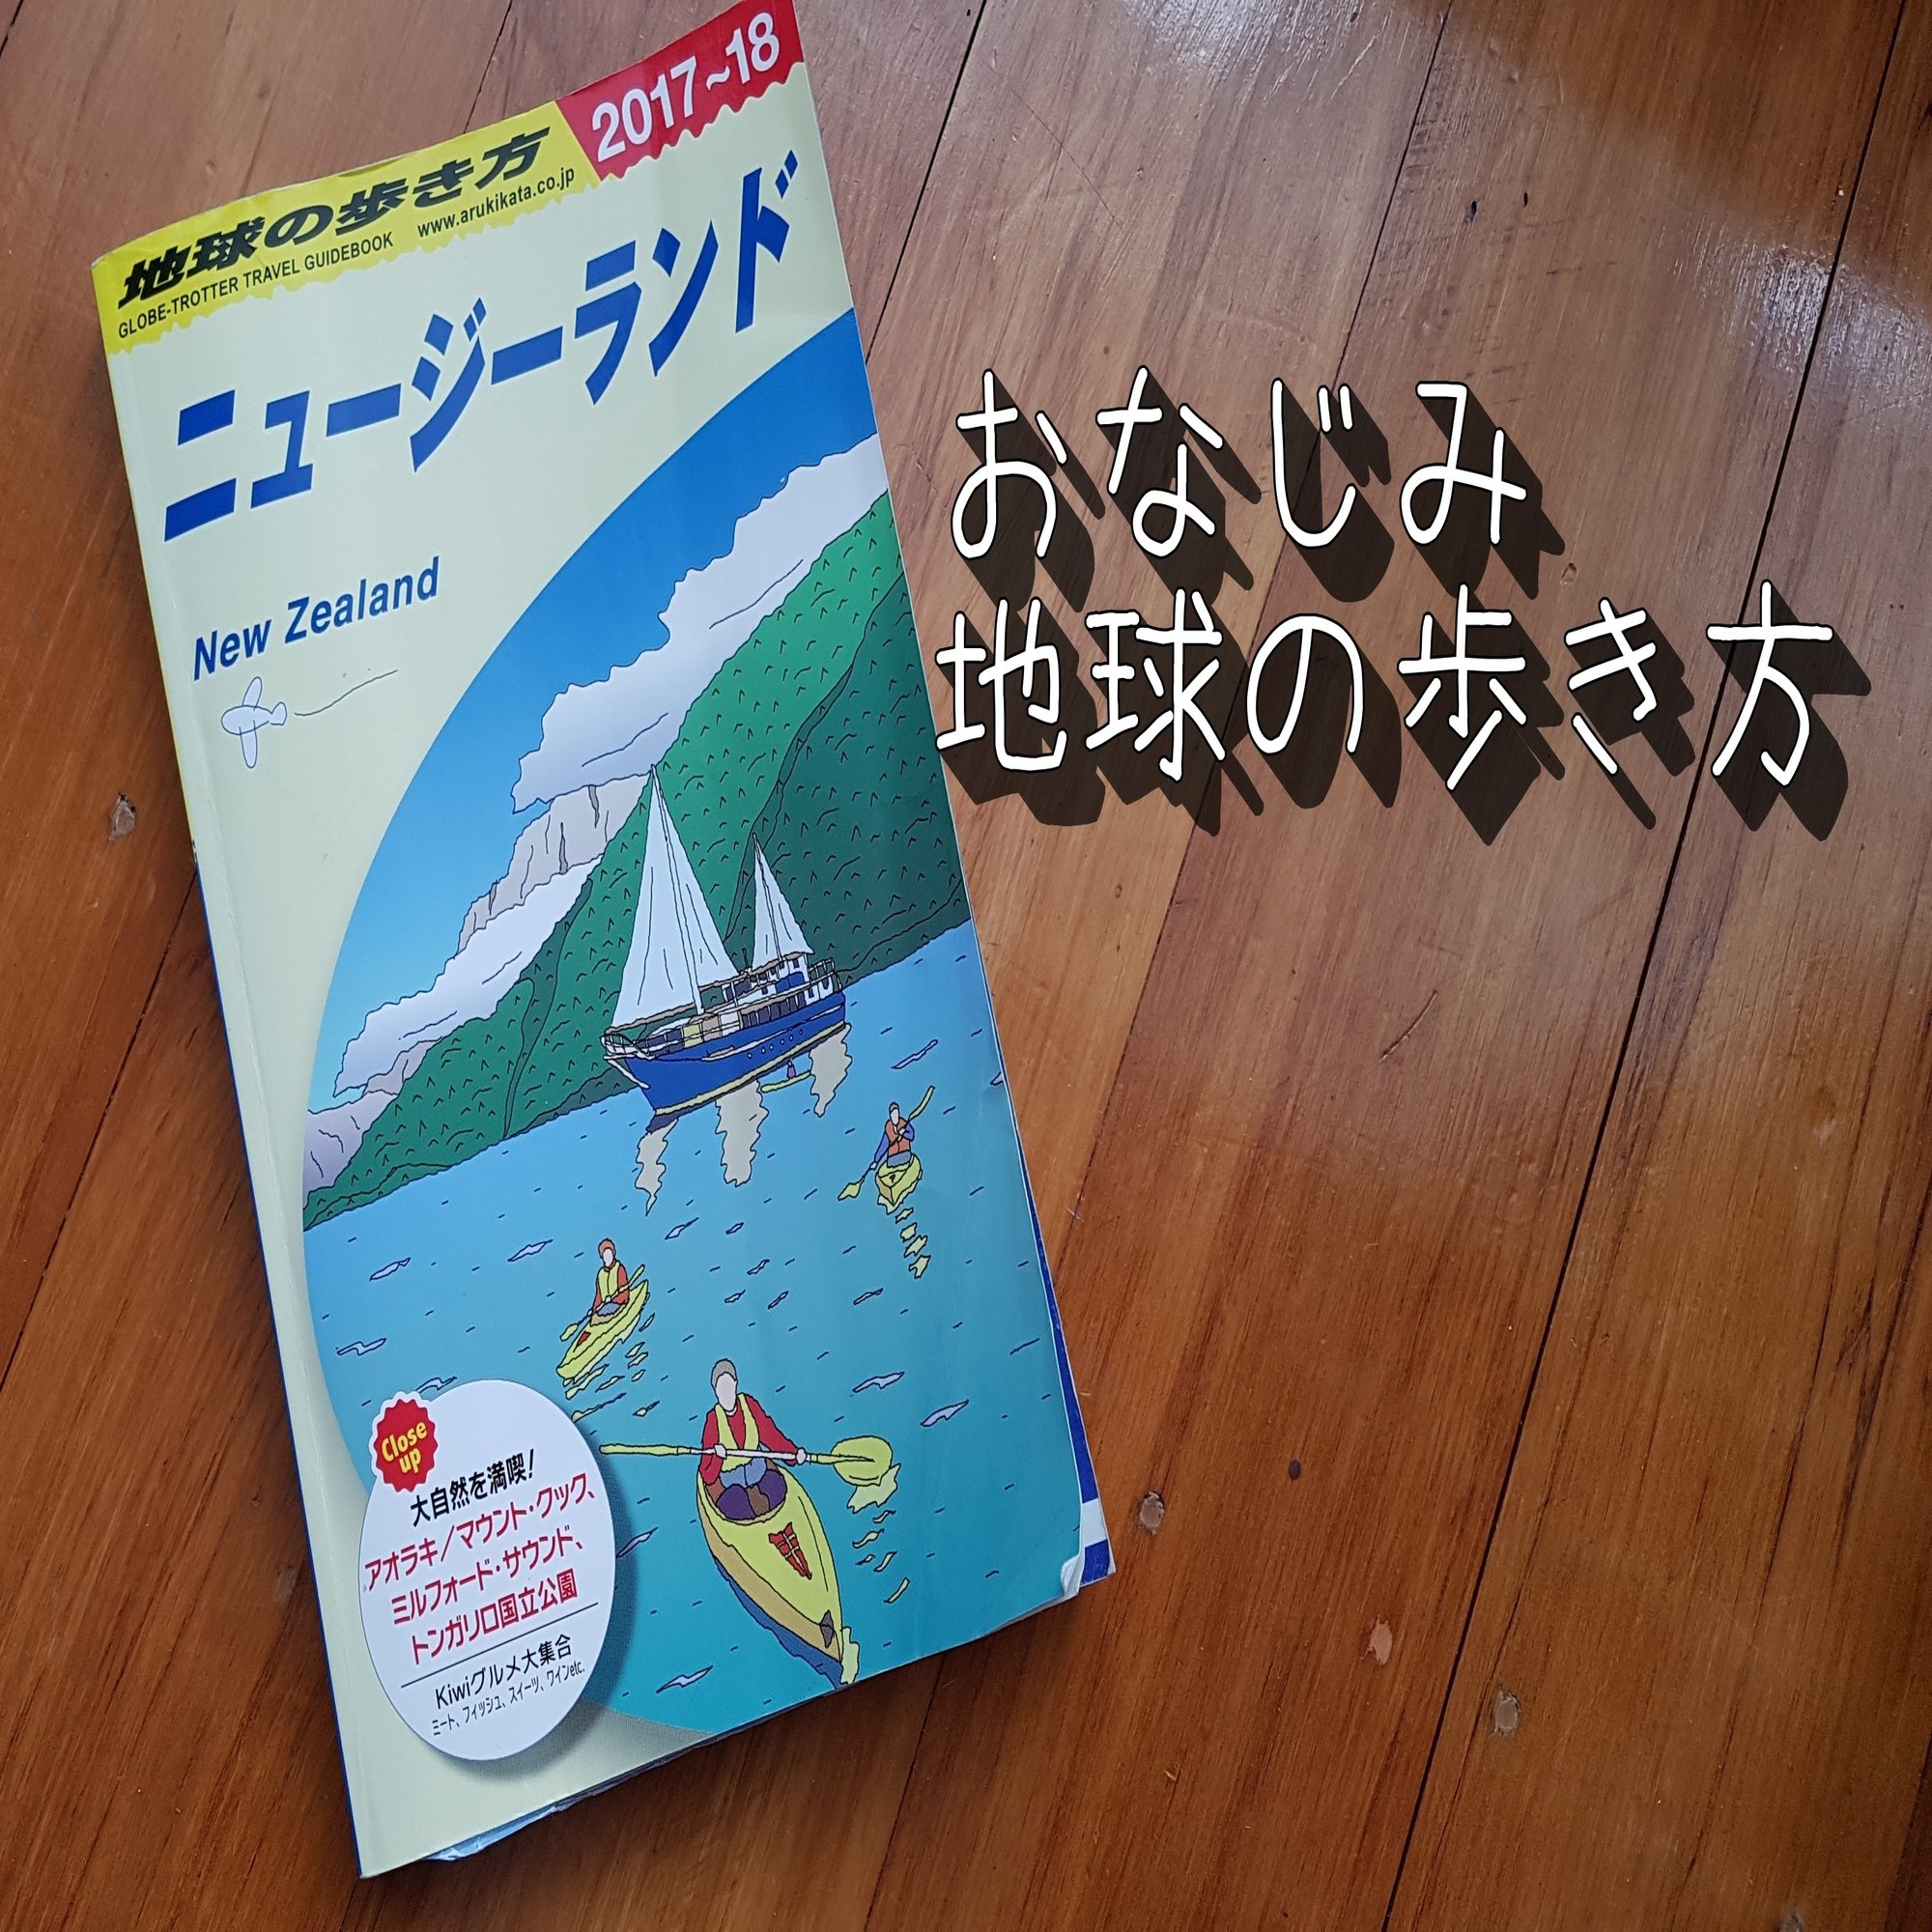 2017~18
地球の歩き方
GLOBE-TROTTER TRAVEL GUIDEBOOK www.arukikata.co.jp
ニュージーランド
New Zealand
おなじみ
地球の歩き方
Close
up
大自然を満喫!
アオラキ/マウント・クック、
ミルフォード・サウンド、
トンガリロ国立公園
Kiwiグルメ大集合
ミート、フィッシュ、スイーツ、ワインetc.